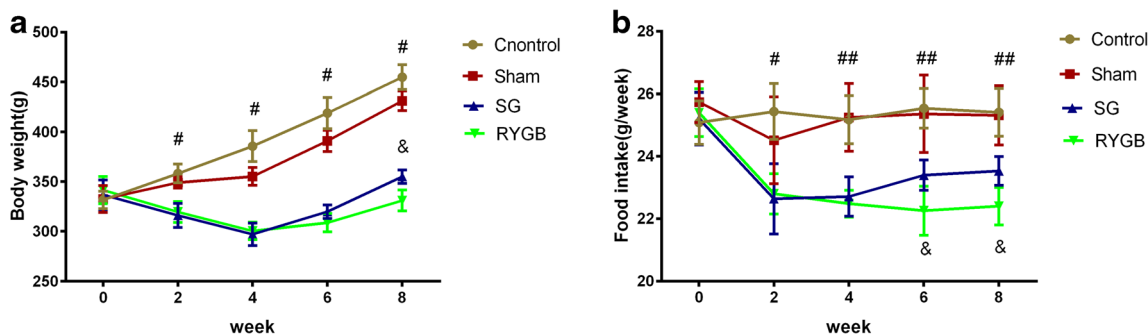 a
Body weight(g)
500
450
400
350
300
250
0 2 4 6 8
week
# # # # #
&
Cnontrol
Sham
SG
RYGB
b
Food intake(g/week)
28
26
24
22
20
0 2 4 6 8
week
# ## ## ##
& &
Control
Sham
SG
RYGB